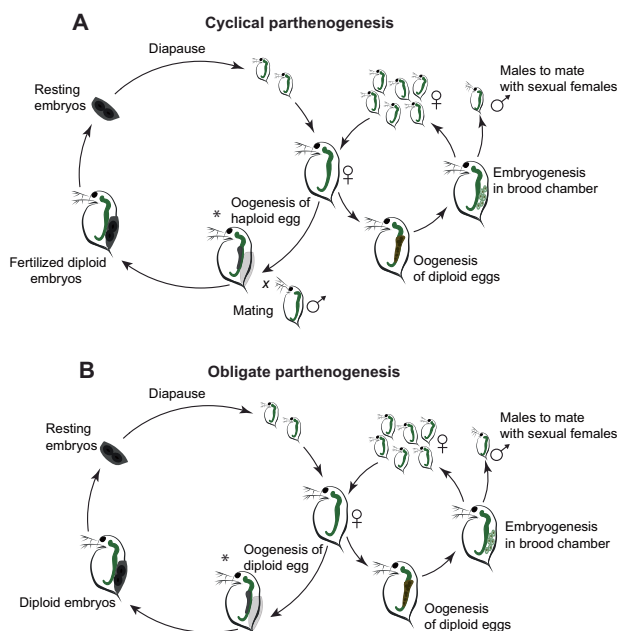 A
Cyclical parthenogenesis
Diapause
Resting
embryos
Males to mate
with sexual females
♀
♂
♀
Embryogenesis
in brood chamber
* Oogenesis of
haploid egg
Oogenesis
of diploid eggs
Fertilized diploid
embryos
x
Mating
♂
B
Obligate parthenogenesis
Diapause
Resting
embryos
Males to mate
with sexual females
♀
♂
♀
Embryogenesis
in brood chamber
* Oogenesis of
diploid egg
Diploid embryos
Oogenesis
of diploid eggs